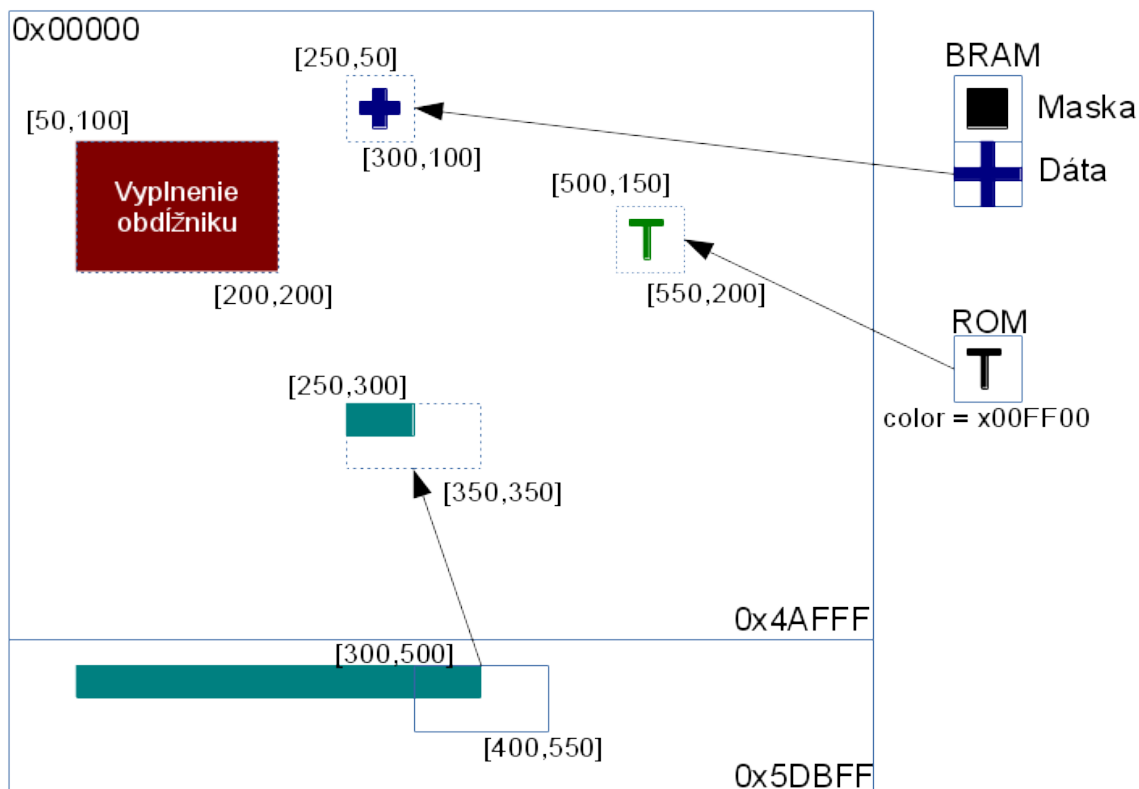 0x00000
[250,50]
BRAM
Maska
[50,100]
[300,100]
Dáta
Vyplnenie
obdĺžniku
[500,150]
[200,200]
[550,200]
ROM
T
T
color = x00FF00
[250,300]
[350,350]
0x4AFFF
[300,500]
[400,550]
0x5DBFF